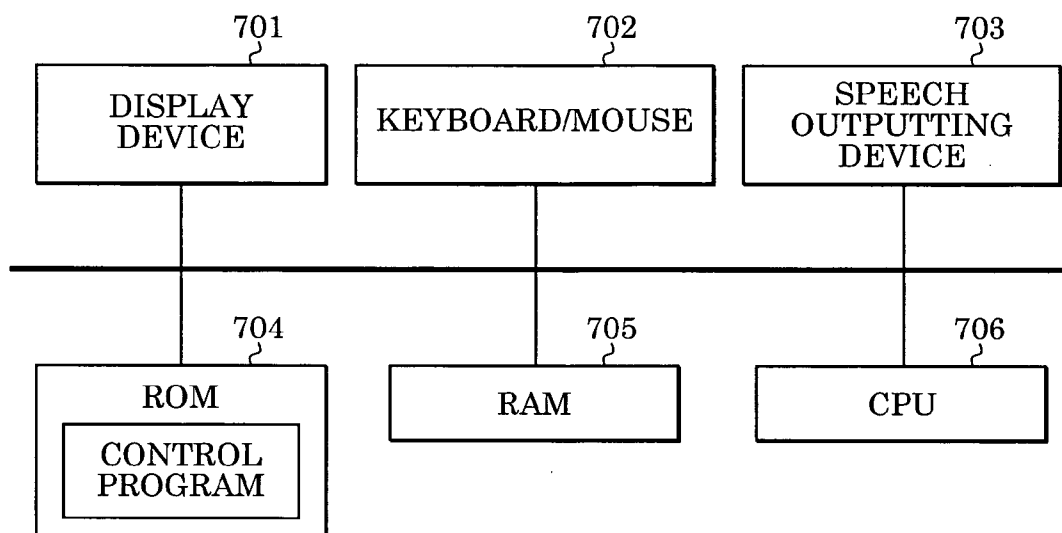 701
702
703
DISPLAY
DEVICE
KEYBOARD/MOUSE
SPEECH
OUTPUTTING
DEVICE
704
705
706
ROM
CONTROL
PROGRAM
RAM
CPU